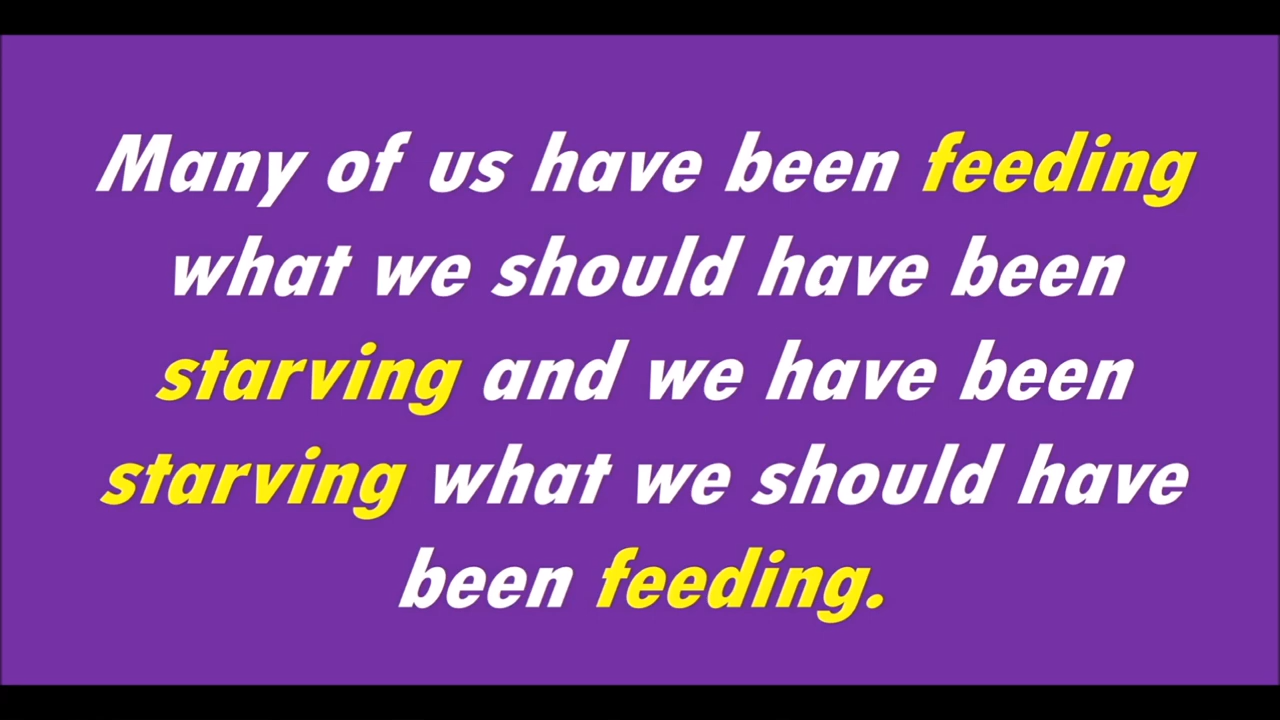 Many of us have been feeding
what we should have been
starving and we have been
starving what we should have
been feeding.